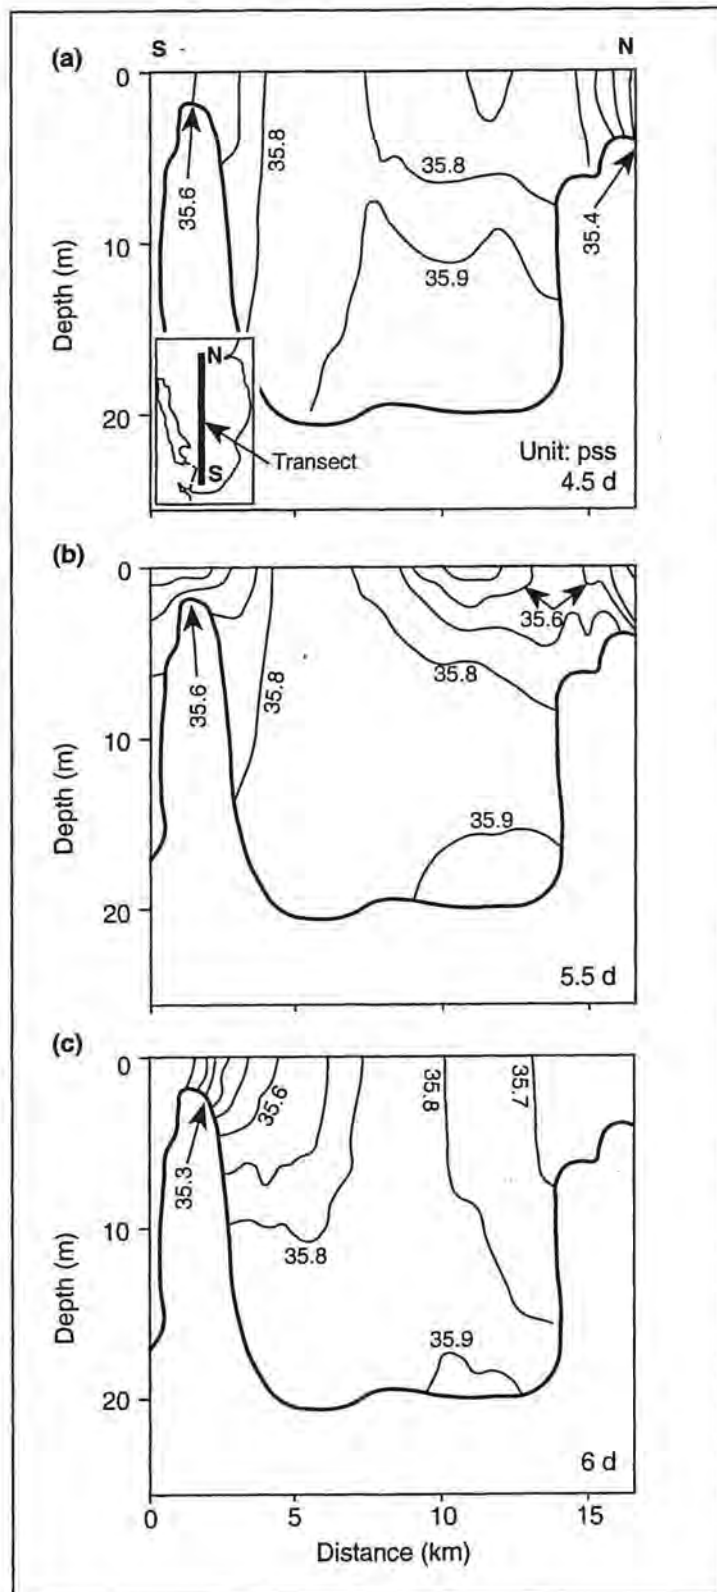 S N
(a)
0
35.8
35.6
35.8
35.4
10
35.9
Depth (m)
N
20
Transect
S
Unit: pss
4.5 d
(b)
0
35.6
35.6
35.8
35.8
10
Depth (m)
35.9
20
5.5 d
(c)
0
35.6
35.8
35.7
35.3
10
35.8
Depth (m)
35.9
20
6 d
0 5 10 15
Distance (km)